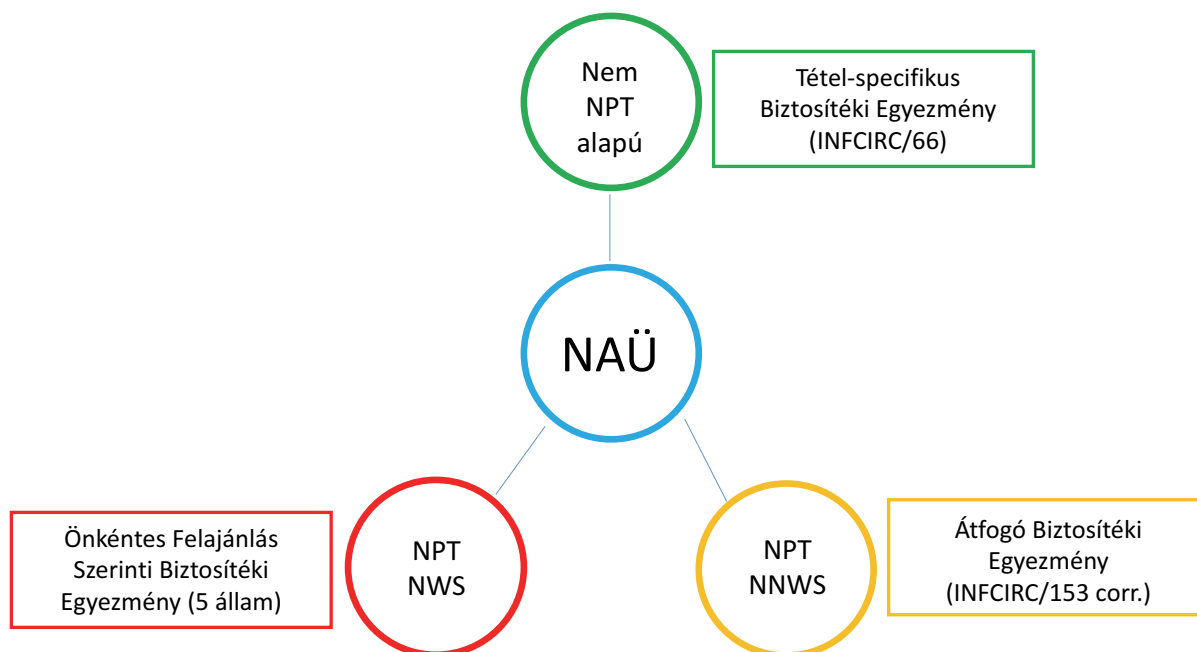 Nem
NPT
alapú
Tétel-specifikus
Biztosítéki Egyezmény
(INFCIRC/66)
NAÜ
Önkéntes Felajánlás
Szerinti Biztosítéki
Egyezmény (5 állam)
NPT
NWS
NPT
NNWS
Átfogó Biztosítéki
Egyezmény
(INFCIRC/153 corr.)